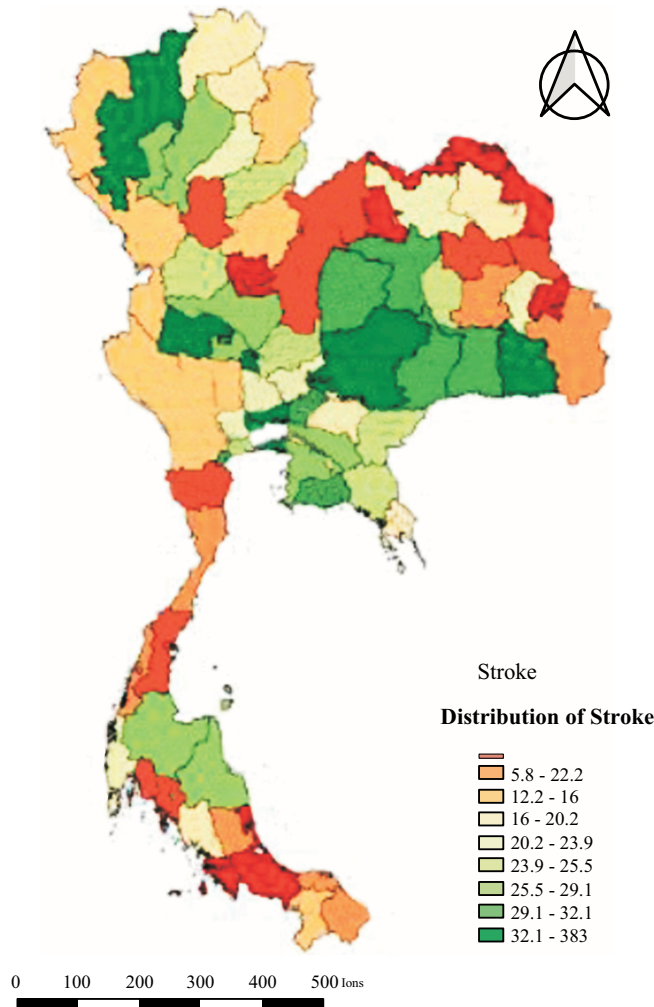 Stroke
Distribution of Stroke
5.8 - 22.2
12.2 - 16
16 - 20.2
20.2 - 23.9
23.9 - 25.5
25.5 - 29.1
29.1 - 32.1
32.1 - 383
0 100 200 300 400 500 Ions